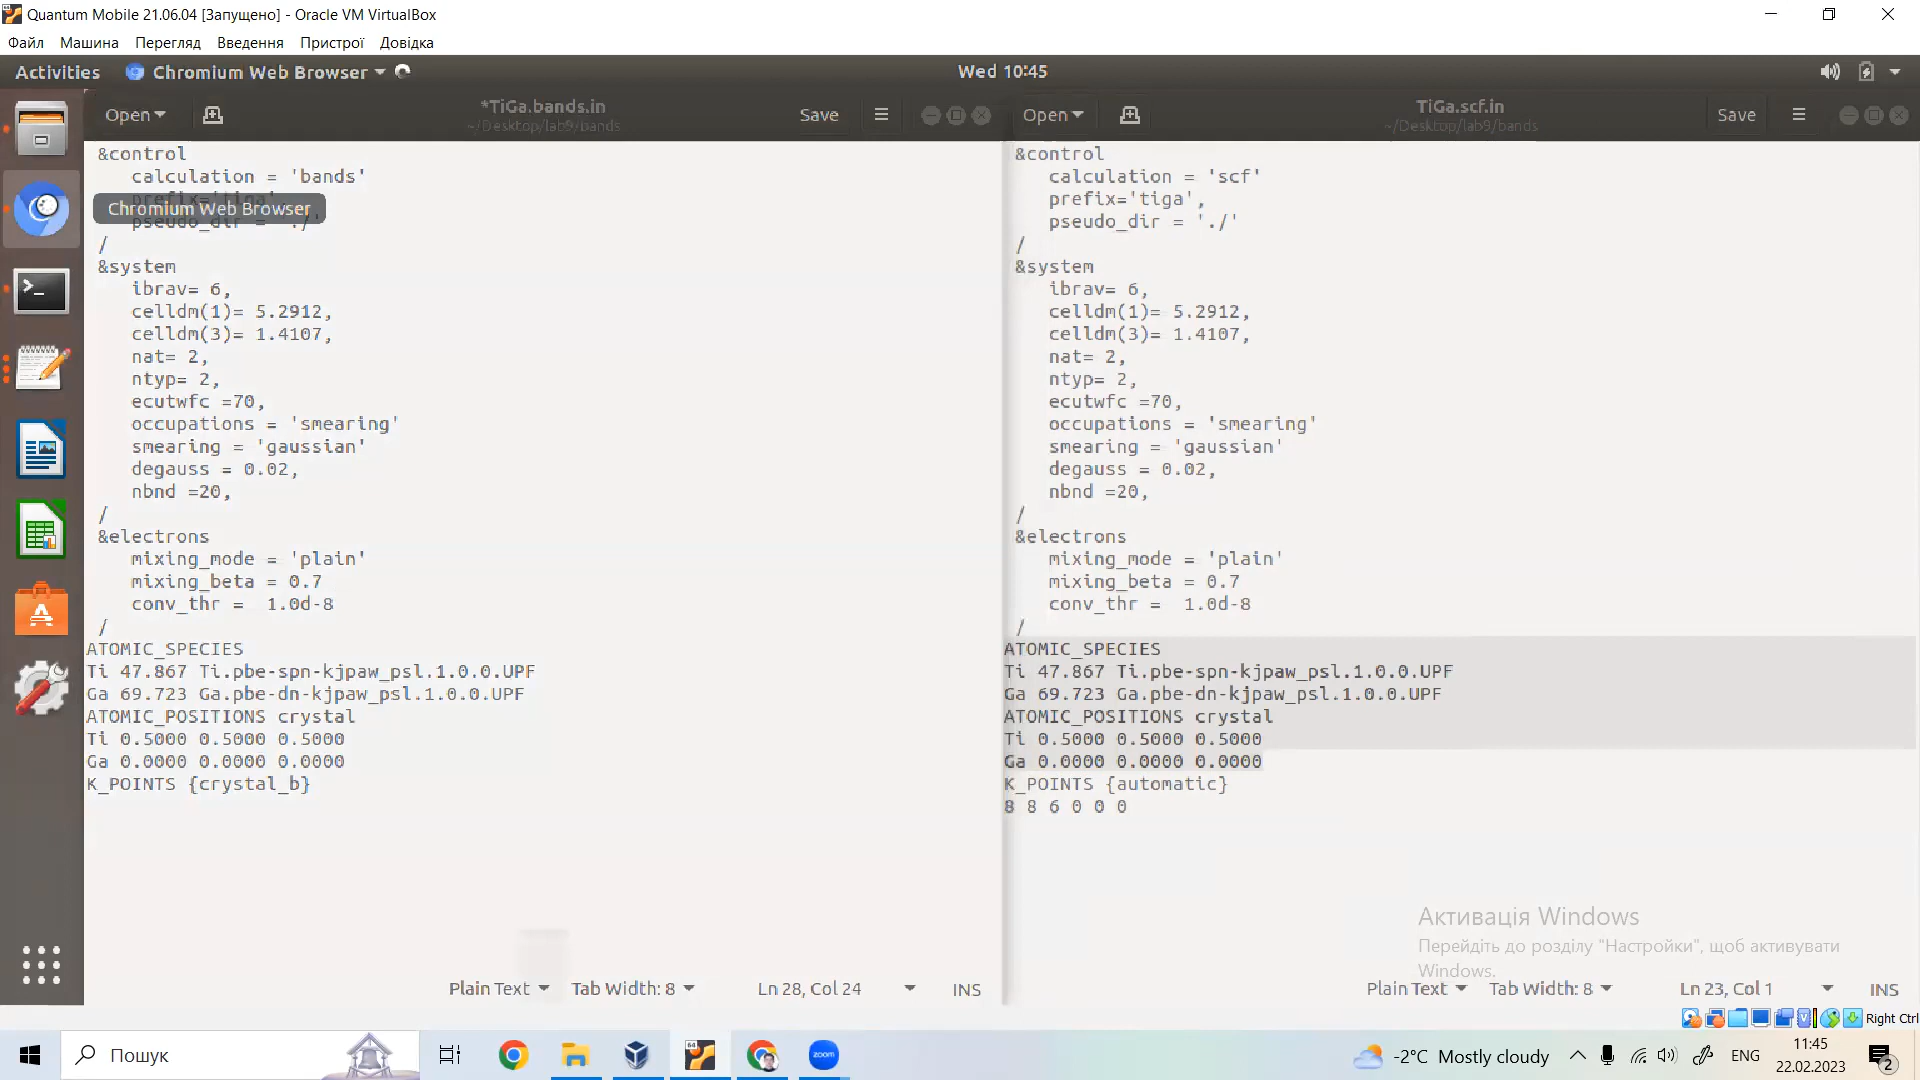 Quantum Mobile 21.06.04 [Запущено] - Oracle VM VirtualBox
Файл Машина Перегляд Введення Пристрої Довідка
Activities Chromium Web Browser Wed 10:45
Open *TiGa.bands.in Save
~/Desktop/lab9/bands
&control
calculation = 'bands'
prefix='tiga',
Chromium Web Browser
pseudo_dir = './'
/
&system
ibrav= 6,
celldm(1)= 5.2912,
celldm(3)= 1.4107,
nat= 2,
ntyp= 2,
ecutwfc =70,
occupations = 'smearing'
smearing = 'gaussian'
degauss = 0.02,
nbnd =20,
/
&electrons
mixing_mode = 'plain'
mixing_beta = 0.7
conv_thr =  1.0d-8
/
ATOMIC_SPECIES
Ti 47.867 Ti.pbe-spn-kjpaw_psl.1.0.0.UPF
Ga 69.723 Ga.pbe-dn-kjpaw_psl.1.0.0.UPF
ATOMIC_POSITIONS crystal
Ti 0.5000 0.5000 0.5000
Ga 0.0000 0.0000 0.0000
K_POINTS {crystal_b}
Plain Text Tab Width: 8 Ln 28, Col 24 INS
Open TiGa.scf.in Save
~/Desktop/lab9/bands
&control
calculation = 'scf'
prefix='tiga',
pseudo_dir = './'
/
&system
ibrav= 6,
celldm(1)= 5.2912,
celldm(3)= 1.4107,
nat= 2,
ntyp= 2,
ecutwfc =70,
occupations = 'smearing'
smearing = 'gaussian'
degauss = 0.02,
nbnd =20,
/
&electrons
mixing_mode = 'plain'
mixing_beta = 0.7
conv_thr =  1.0d-8
/
ATOMIC_SPECIES
Ti 47.867 Ti.pbe-spn-kjpaw_psl.1.0.0.UPF
Ga 69.723 Ga.pbe-dn-kjpaw_psl.1.0.0.UPF
ATOMIC_POSITIONS crystal
Ti 0.5000 0.5000 0.5000
Ga 0.0000 0.0000 0.0000
K_POINTS {automatic}
8 8 6 0 0 0
Активація Windows
Перейдіть до розділу "Настройки", щоб активувати
Windows.
Plain Text Tab Width: 8 Ln 23, Col 1 INS
Right Ctrl
Пошук
zoom
-2°C Mostly cloudy
ENG
11:45
22.02.2023
2